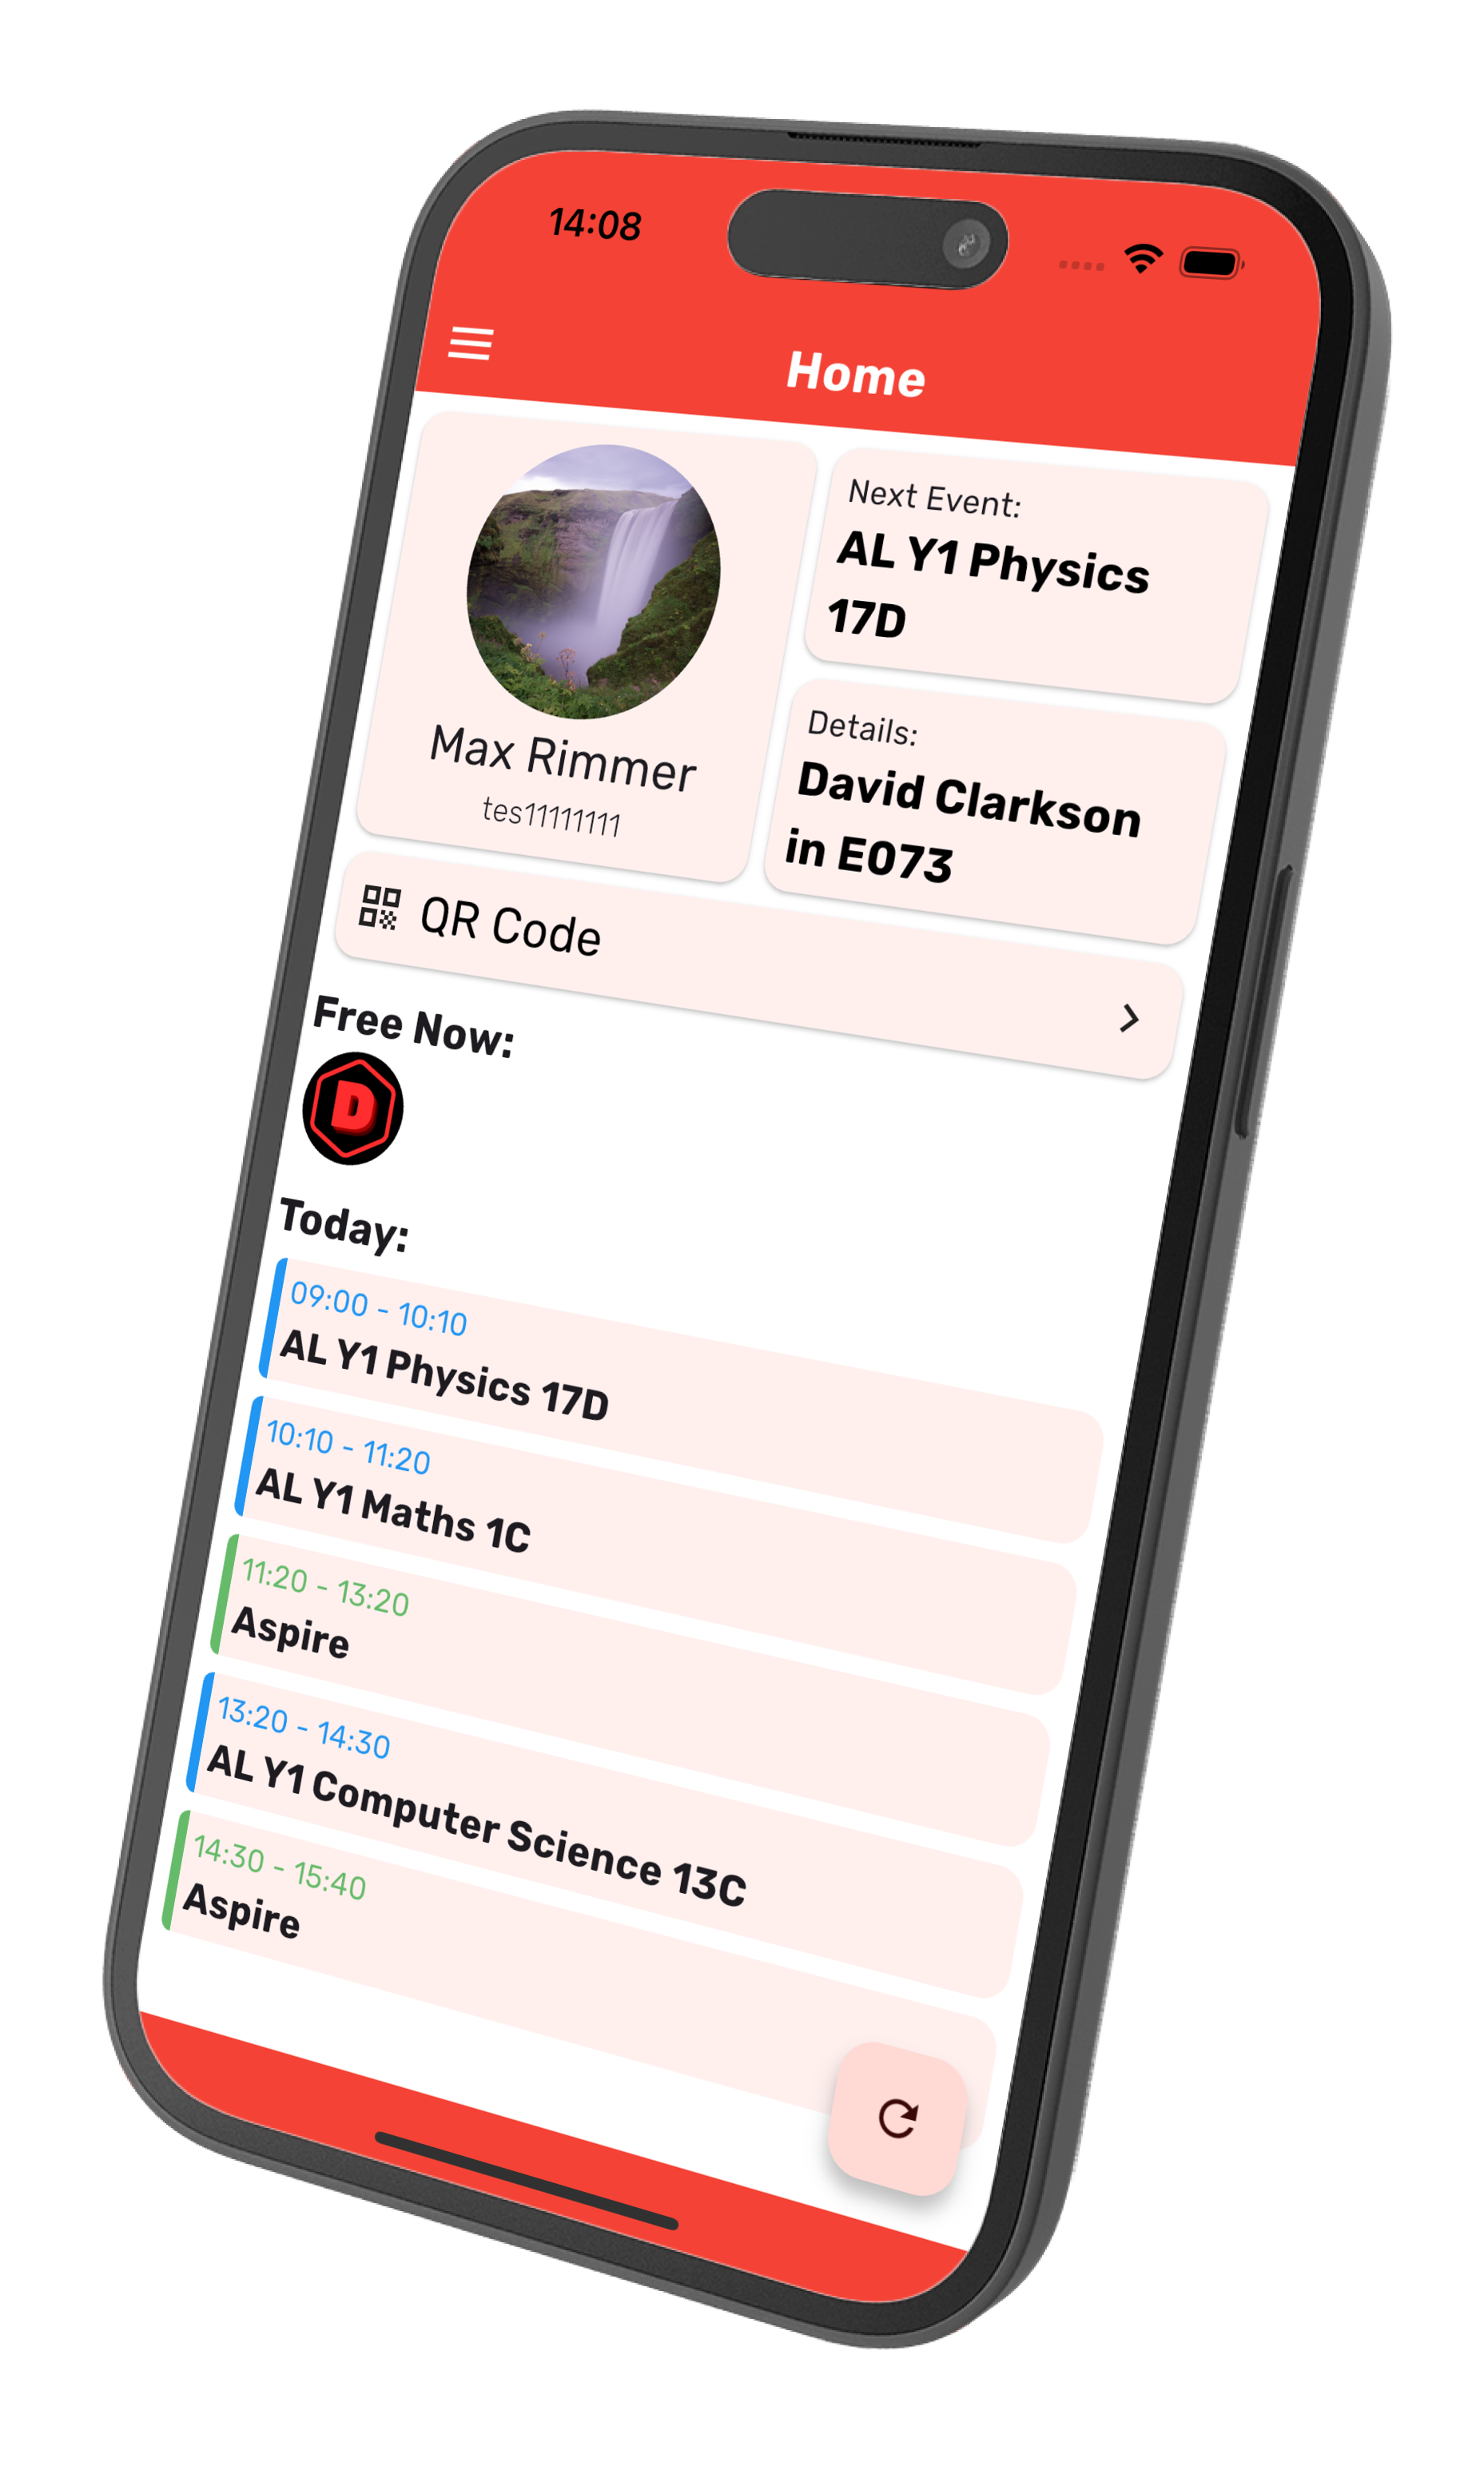 14:08
Home
Max Rimmer
tes11111111
Next Event:
AL Y1 Physics
17D
Details:
David Clarkson
in E073
QR Code
Free Now:
D
Today:
09:00 - 10:10
AL Y1 Physics 17D
10:10 - 11:20
AL Y1 Maths 1C
11:20 - 13:20
Aspire
13:20 - 14:30
AL Y1 Computer Science 13C
14:30 - 15:40
Aspire